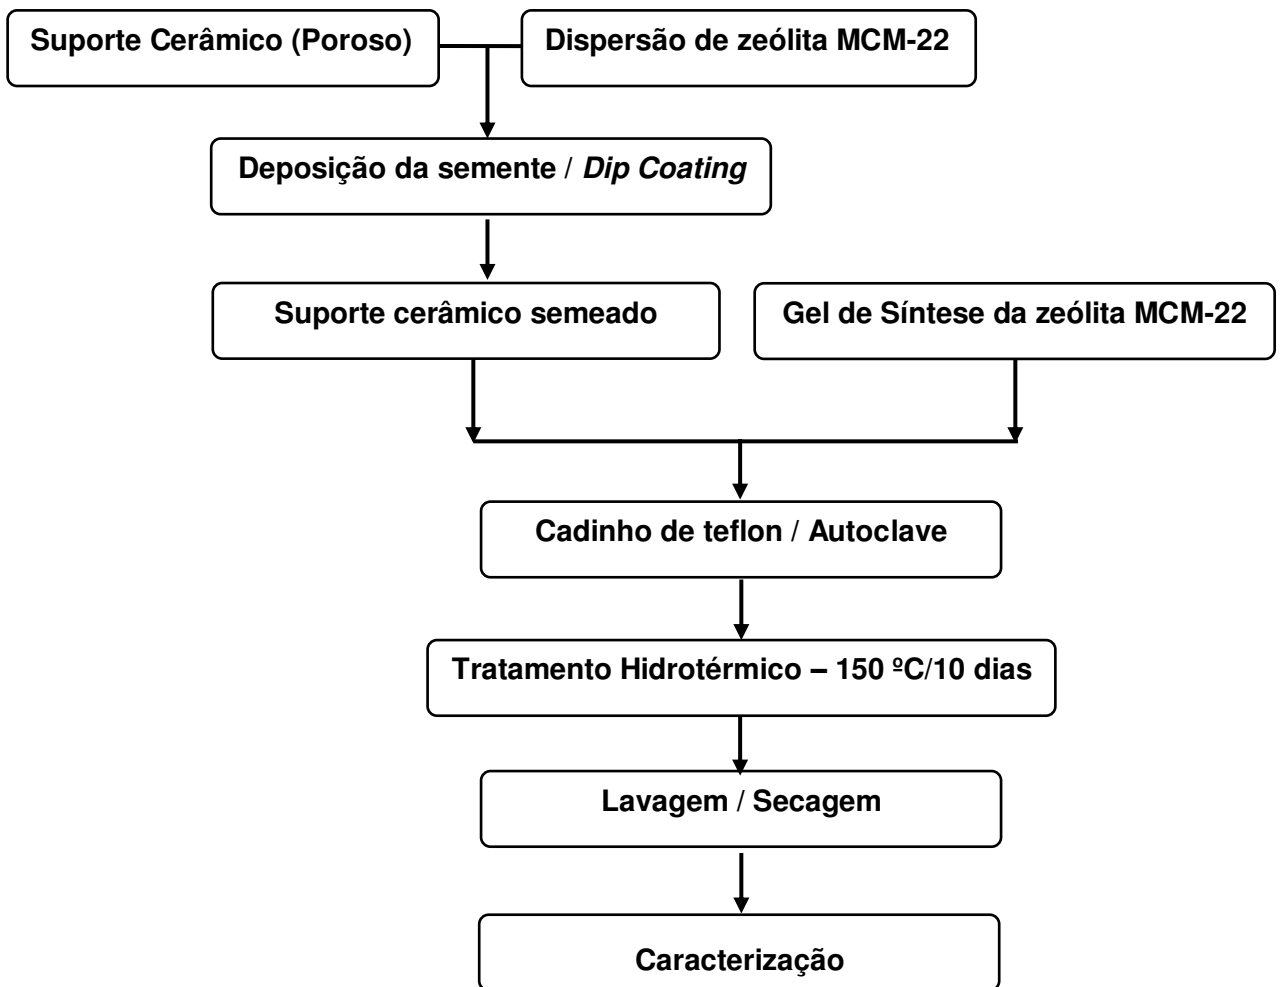 Suporte Cerâmico (Poroso)
Dispersão de zeólita MCM-22
Deposição da semente / Dip Coating
Suporte cerâmico semeado
Gel de Síntese da zeólita MCM-22
Cadinho de teflon / Autoclave
Tratamento Hidrotérmico – 150 ºC/10 dias
Lavagem / Secagem
Caracterização